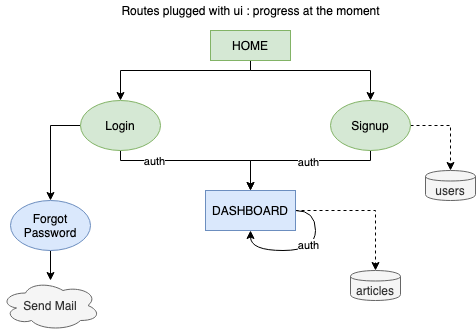 Routes plugged with ui : progress at the moment
HOME
Login
Signup
auth
auth
users
Forgot
Password
DASHBOARD
auth
Send Mail
articles